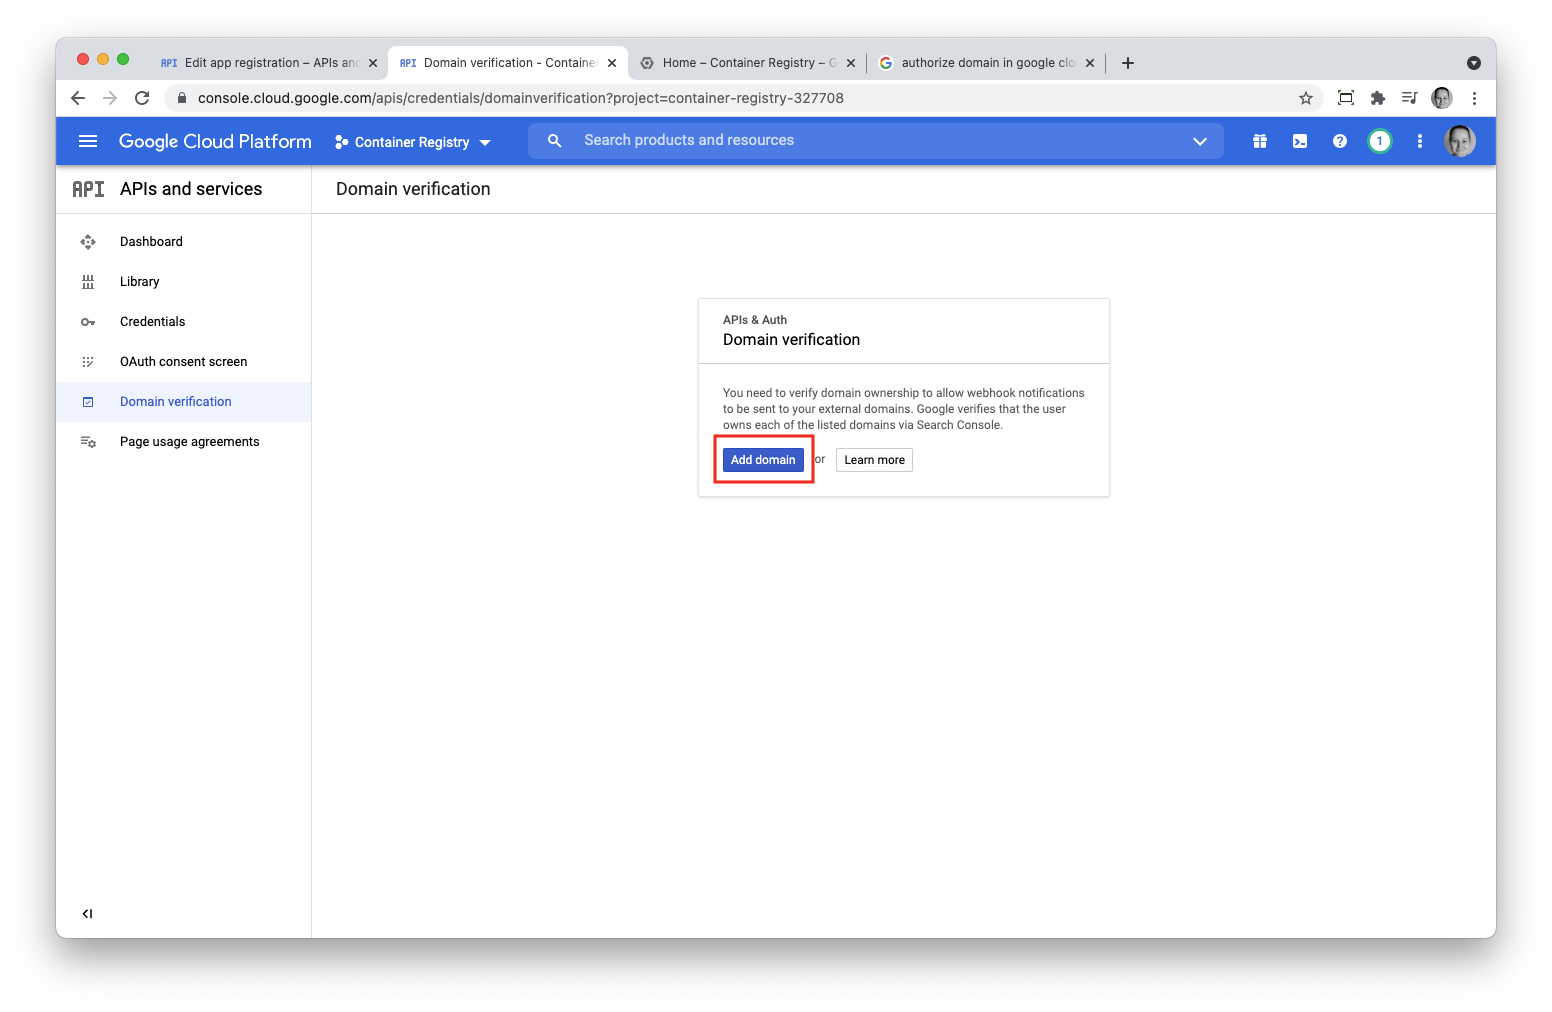 API Edit app registration – APIs and
API Domain verification - Container
Home – Container Registry – G
authorize domain in google clo
console.cloud.google.com/apis/credentials/domainverification?project=container-registry-327708
Google Cloud Platform
Container Registry
Search products and resources
1
API APIs and services
Domain verification
Dashboard
Library
Credentials
OAuth consent screen
Domain verification
Page usage agreements
APIs & Auth
Domain verification
You need to verify domain ownership to allow webhook notifications
to be sent to your external domains. Google verifies that the user
owns each of the listed domains via Search Console.
Add domain or Learn more